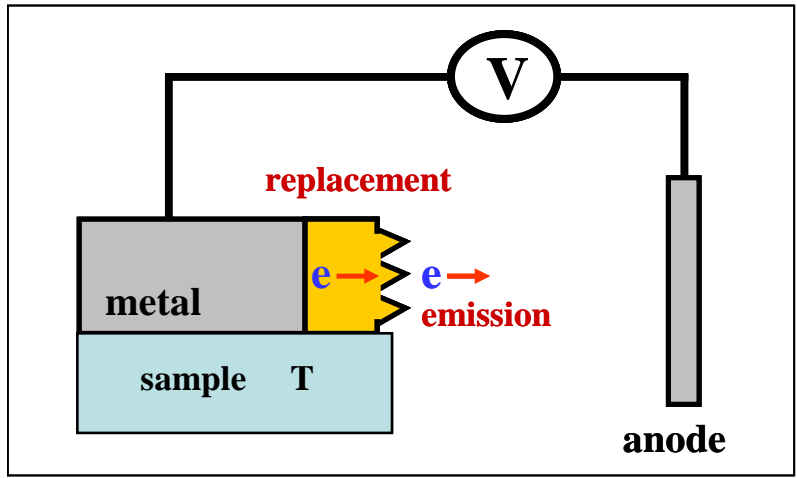 V
replacement
e
e
metal
emission
sample T
anode